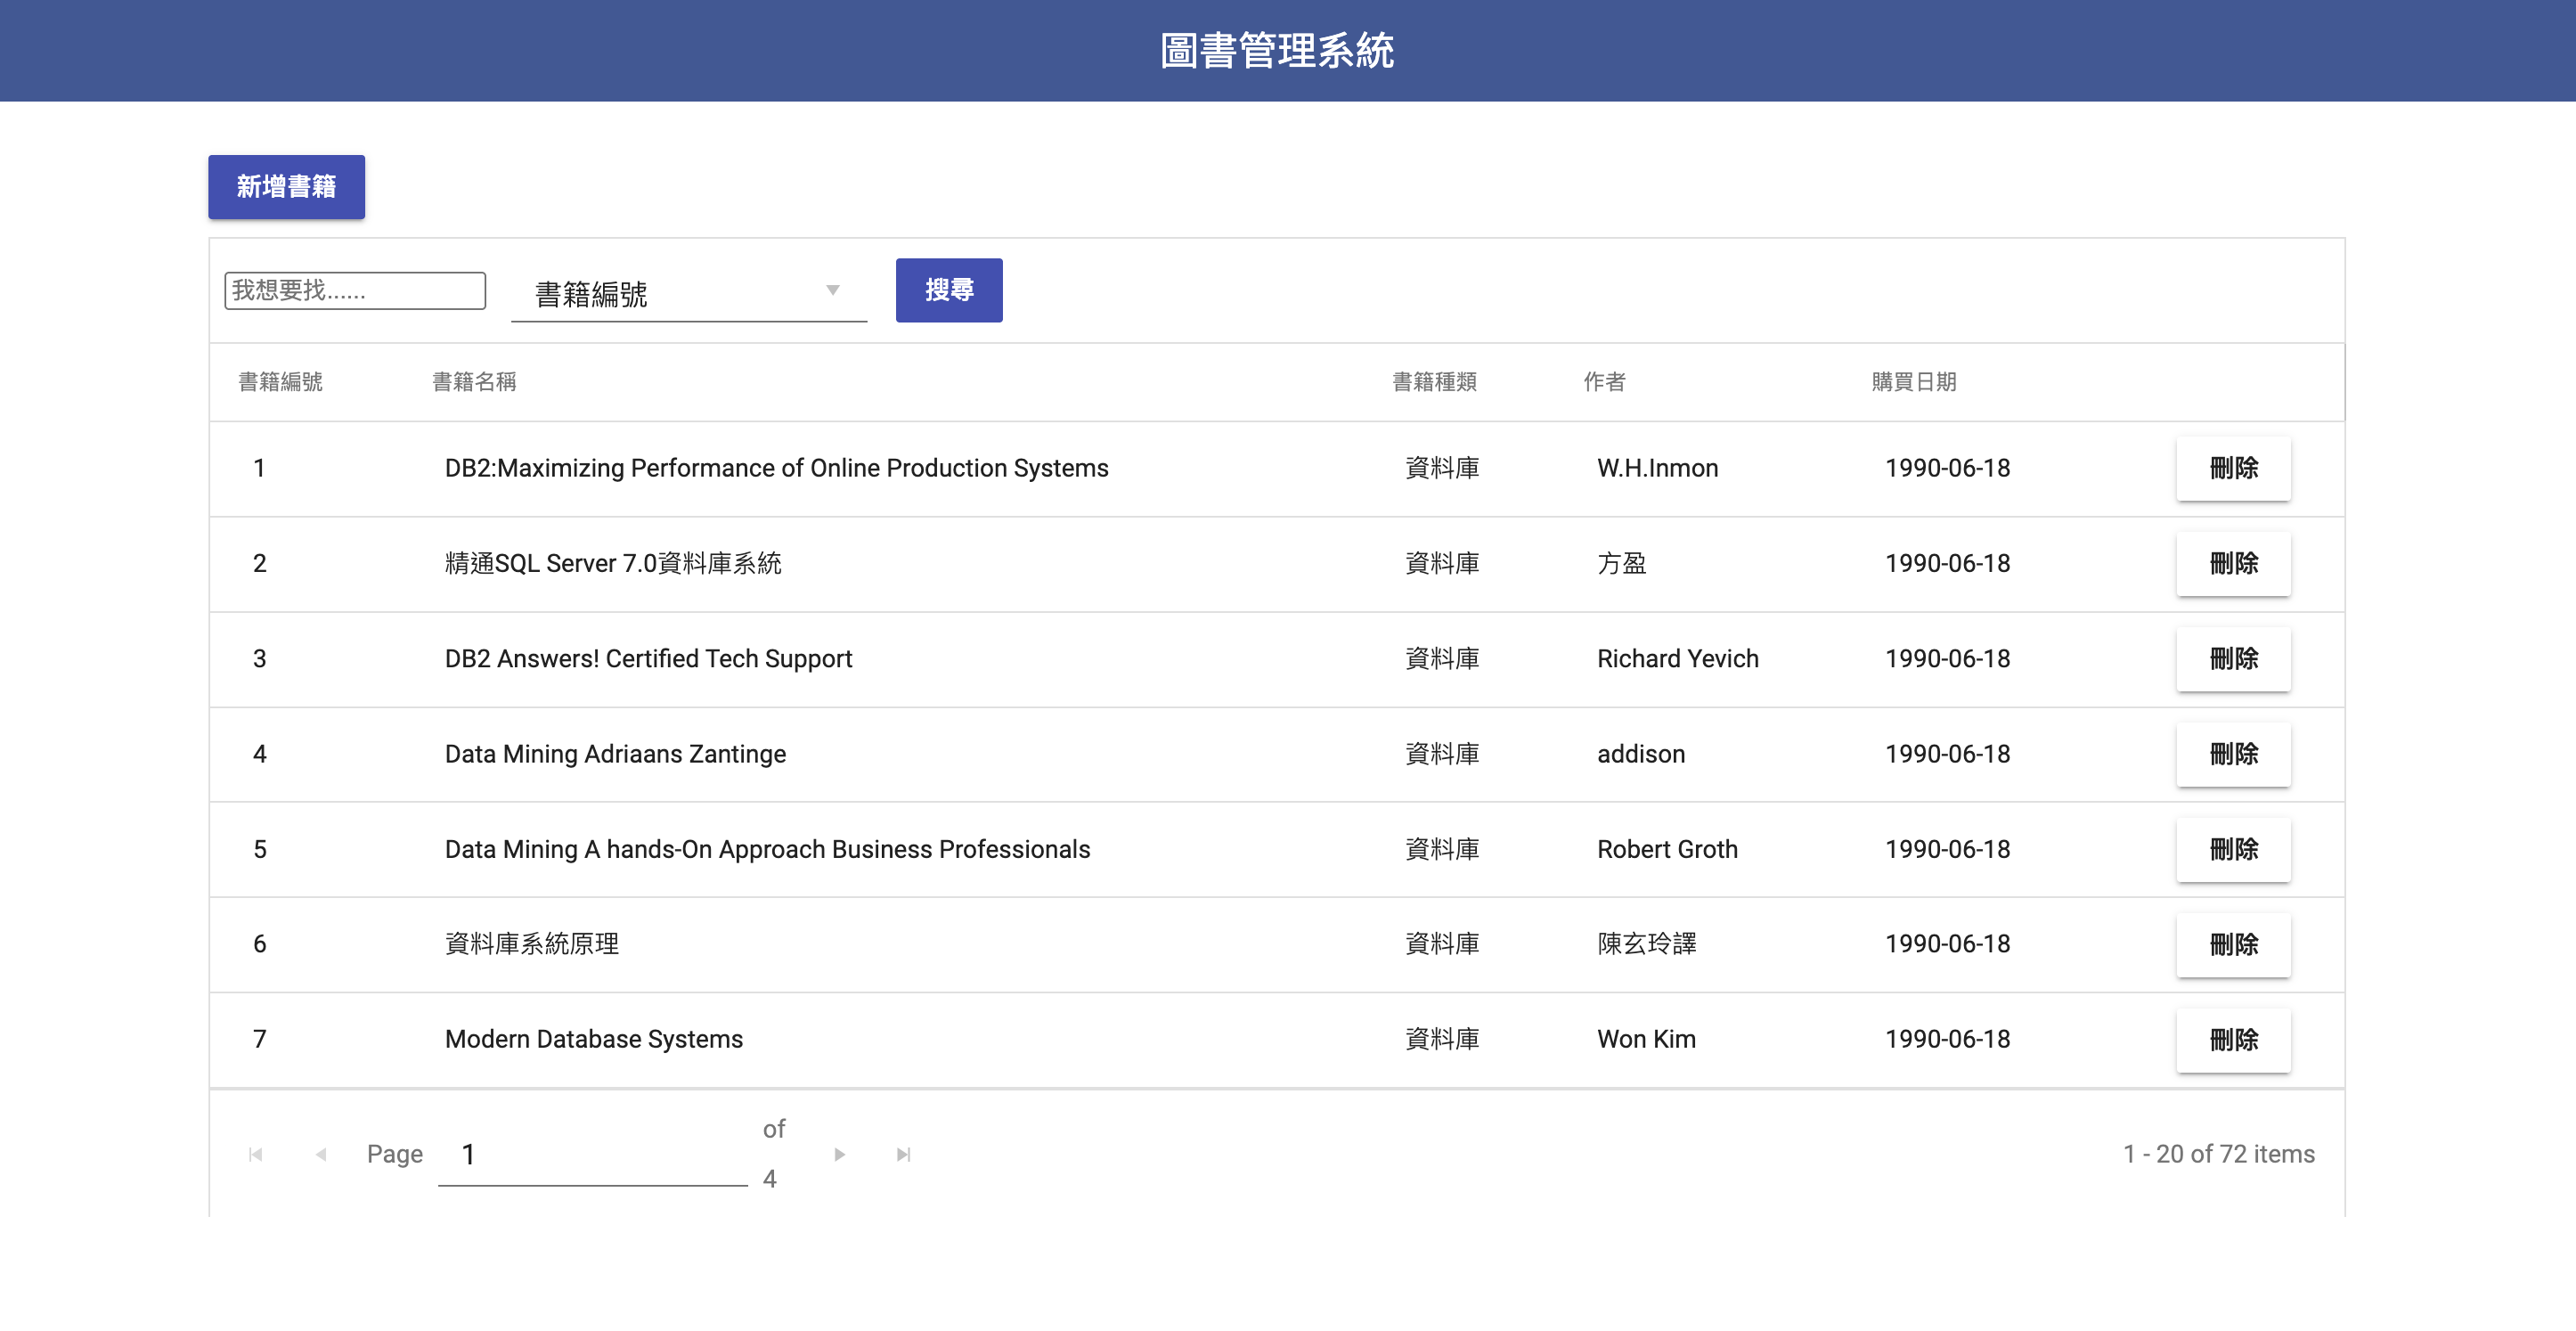 圖書管理系統
新增書籍
我想要找...... 書籍編號 搜尋
書籍編號 書籍名稱 書籍種類 作者 購買日期
1 DB2:Maximizing Performance of Online Production Systems 資料庫 W.H.Inmon 1990-06-18 刪除
2 精通SQL Server 7.0資料庫系統 資料庫 方盈 1990-06-18 刪除
3 DB2 Answers! Certified Tech Support 資料庫 Richard Yevich 1990-06-18 刪除
4 Data Mining Adriaans Zantinge 資料庫 addison 1990-06-18 刪除
5 Data Mining A hands-On Approach Business Professionals 資料庫 Robert Groth 1990-06-18 刪除
6 資料庫系統原理 資料庫 陳玄玲譯 1990-06-18 刪除
7 Modern Database Systems 資料庫 Won Kim 1990-06-18 刪除
Page 1 of 4 1 - 20 of 72 items